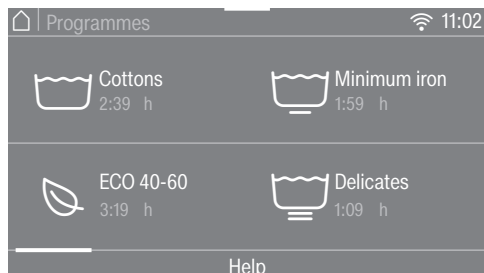 Programmes 11:02
Cottons
2:39 h
Minimum iron
1:59 h
ECO 40-60
3:19 h
Delicates
1:09 h
Help